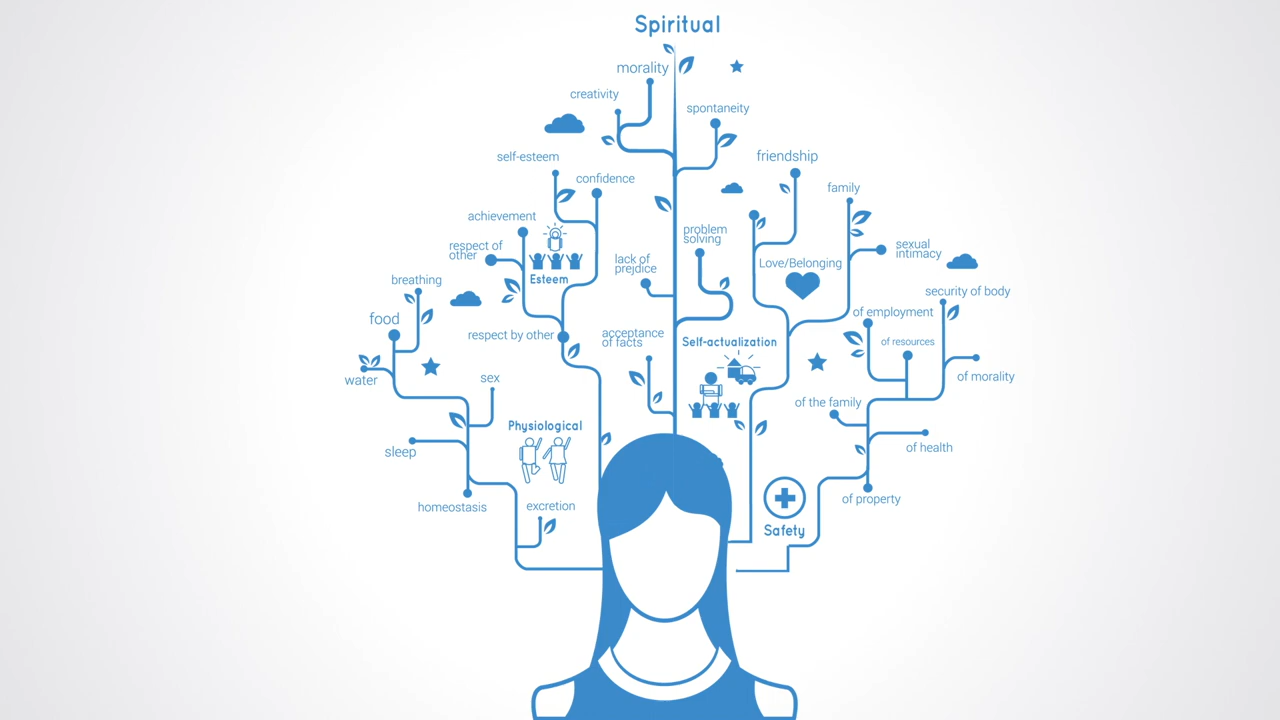 Spiritual
morality
creativity
spontaneity
self-esteem
friendship
confidence
family
achievement
problem
solving
respect of
other
sexual
intimacy
lack of
prejdice
Love/Belonging
Esteem
breathing
security of body
food
of employment
respect by other
acceptance
of facts
Self-actualization
of resources
water
sex
of morality
of the family
Physiological
sleep
of health
homeostasis
excretion
of property
Safety